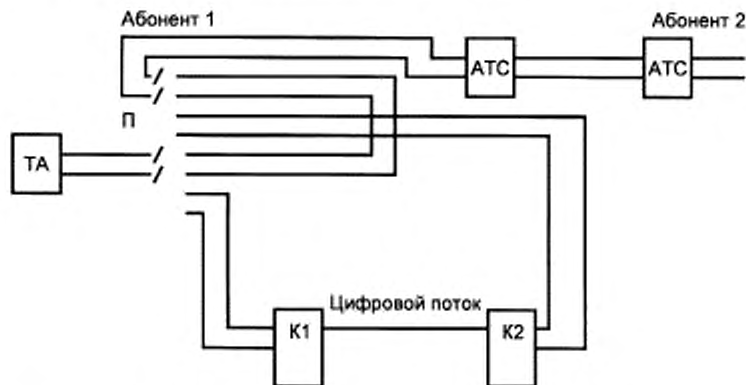 Абонент 1
Абонент 2
АТС
АТС
П
ТА
Цифровой поток
К1
К2